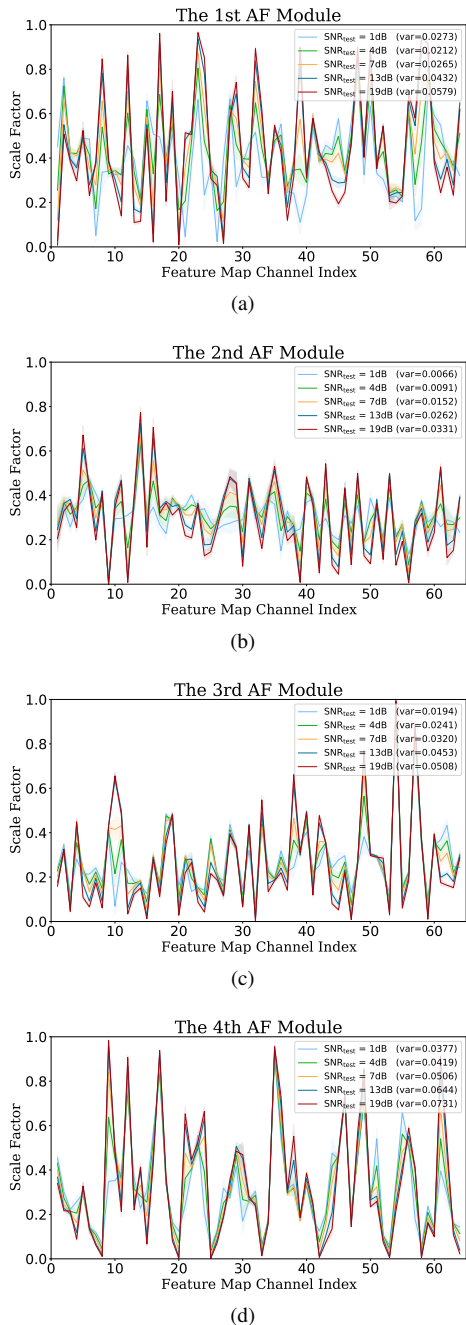 The 1st AF Module
1.0
0.8
0.6
0.4
0.2
0.0
Scale Factor
SNRtest = 1dB (var=0.0273)
SNRtest = 4dB (var=0.0212)
SNRtest = 7dB (var=0.0265)
SNRtest = 13dB (var=0.0432)
SNRtest = 19dB (var=0.0579)
0 10 20 30 40 50 60
Feature Map Channel Index
(a)
The 2nd AF Module
1.0
0.8
0.6
0.4
0.2
0.0
Scale Factor
SNRtest = 1dB (var=0.0066)
SNRtest = 4dB (var=0.0091)
SNRtest = 7dB (var=0.0152)
SNRtest = 13dB (var=0.0262)
SNRtest = 19dB (var=0.0331)
0 10 20 30 40 50 60
Feature Map Channel Index
(b)
The 3rd AF Module
1.0
0.8
0.6
0.4
0.2
0.0
Scale Factor
SNRtest = 1dB (var=0.0194)
SNRtest = 4dB (var=0.0241)
SNRtest = 7dB (var=0.0320)
SNRtest = 13dB (var=0.0453)
SNRtest = 19dB (var=0.0508)
0 10 20 30 40 50 60
Feature Map Channel Index
(c)
The 4th AF Module
1.0
0.8
0.6
0.4
0.2
0.0
Scale Factor
SNRtest = 1dB (var=0.0377)
SNRtest = 4dB (var=0.0419)
SNRtest = 7dB (var=0.0506)
SNRtest = 13dB (var=0.0644)
SNRtest = 19dB (var=0.0731)
0 10 20 30 40 50 60
Feature Map Channel Index
(d)